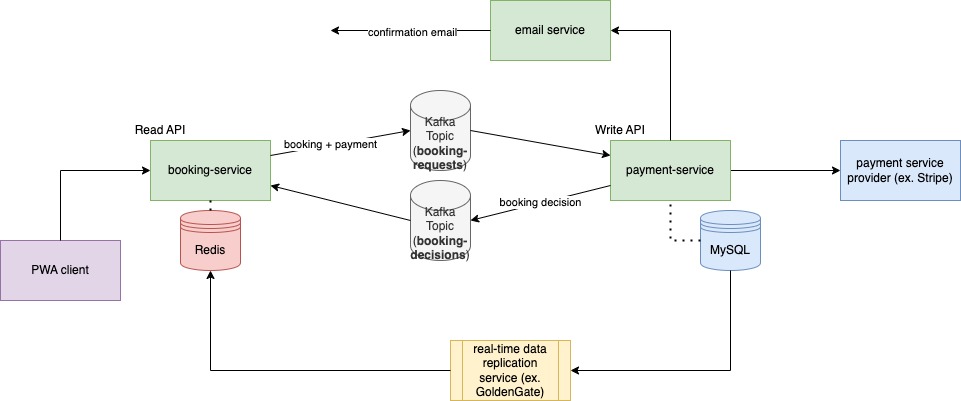 email service
confirmation email
Kafka
Topic
(booking-
requests)
Read API
Write API
booking + payment
booking-service
payment-service
payment service
provider (ex. Stripe)
booking decision
Kafka
Topic
(booking-
decisions)
Redis
MySQL
PWA client
real-time data
replication
service (ex.
GoldenGate)